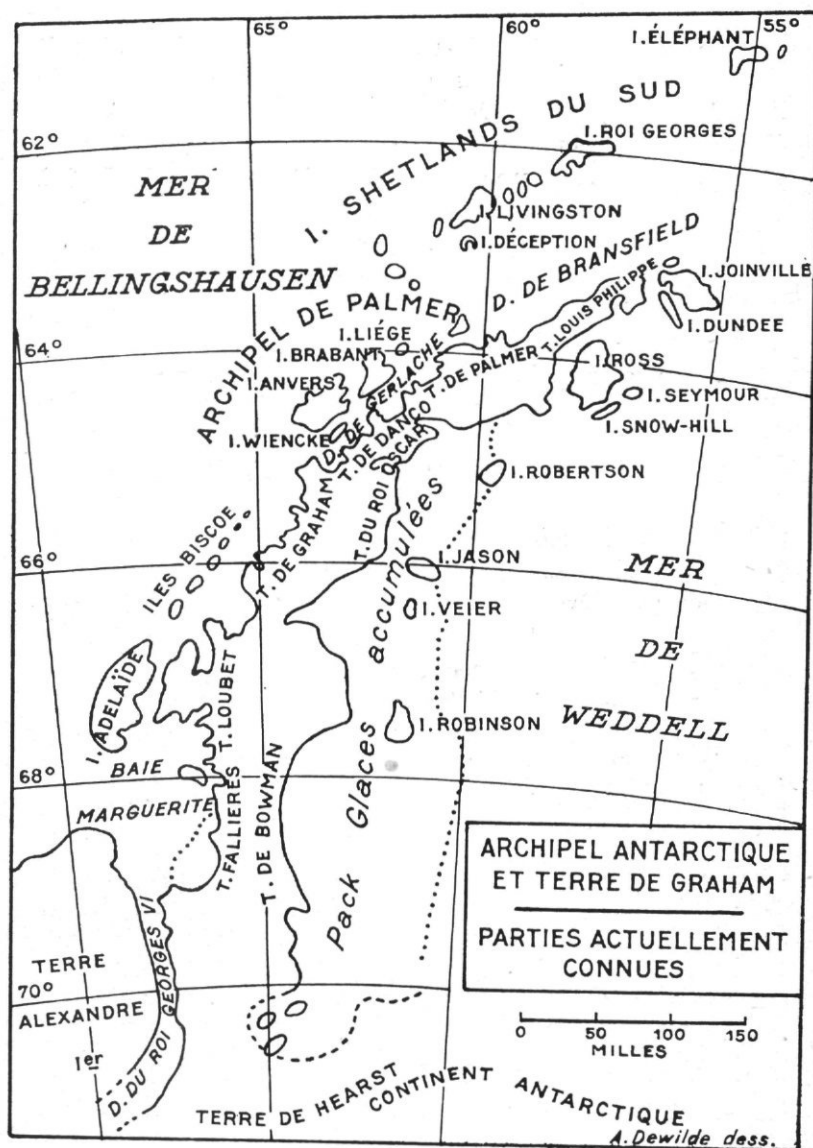 65°
60°
55°
I.ÉLÉPHANT
I. SHETLANDS DU SUD
62°
I.ROI GEORGES
MER
DE
BELLINGSHAUSEN
I.LIVINGSTON
I.DÉCEPTION
D. DE BRANSFIELD
I.JOINVILLE
T. LOUIS PHILIPPE
I.DUNDEE
ARCHIPEL DE PALMER
I.LIÉGE
64°
I.BRABANT
I.ANVERS
D. DE GERLACHE
T. DE PALMER
I.ROSS
I.SEYMOUR
I.SNOW-HILL
I.WIENCKE
T. DE DANCO
T. DU ROI OSCAR
I.ROBERTSON
T. DE GRAHAM
ILES BISCOE
66°
I.JASON
I.VEIER
MER
DE
WEDDELL
Pack Glaces accumulées
I. ADELAÏDE
T. LOUBET
I.ROBINSON
BAIE
68°
MARGUERITE
T. FALLIÈRES
T. DE BOWMAN
ARCHIPEL ANTARCTIQUE
ET TERRE DE GRAHAM
PARTIES ACTUELLEMENT
CONNUES
TERRE
70°
ALEXANDRE
Ier
D. DU ROI GEORGES VI
0 50 100 150
MILLES
TERRE DE HEARST
CONTINENT ANTARCTIQUE
A. Dewilde dess.